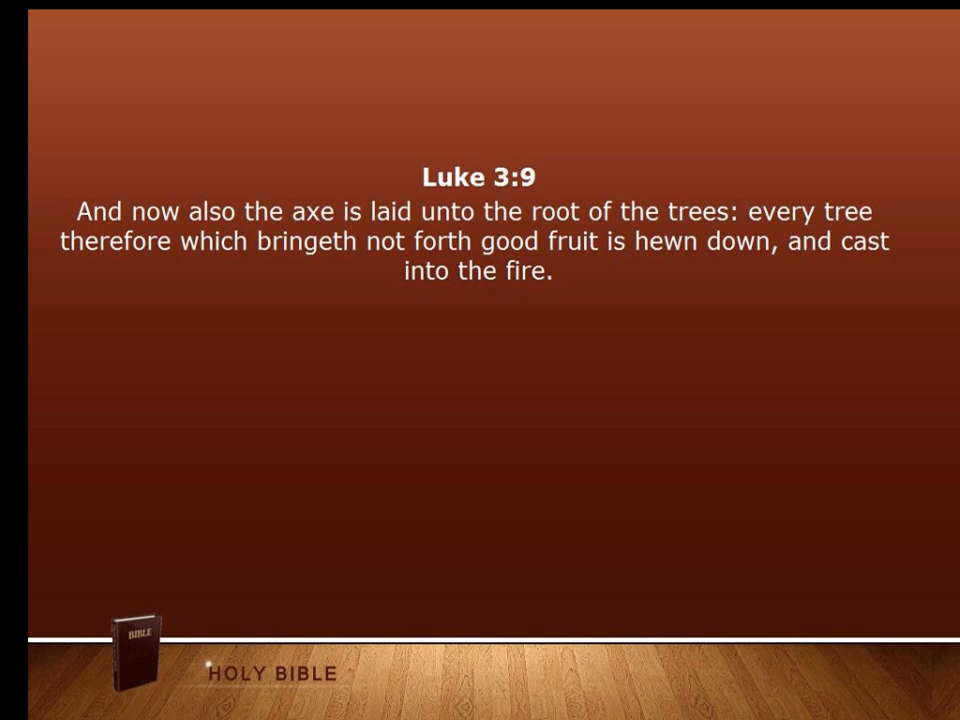 Luke 3:9
And now also the axe is laid unto the root of the trees: every tree
therefore which bringeth not forth good fruit is hewn down, and cast
into the fire.
BIBLE
HOLY BIBLE